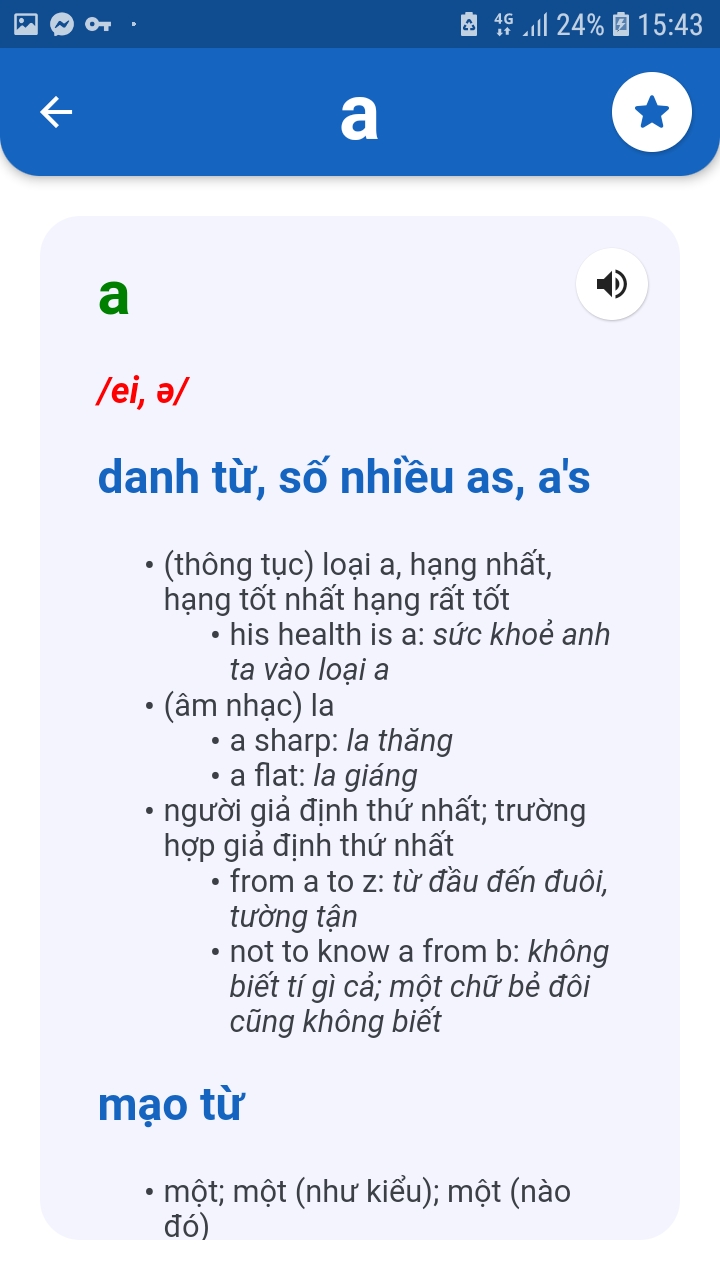 4G 24% 15:43
a
a
/ei, ə/
danh từ, số nhiều as, a's
• (thông tục) loại a, hạng nhất,
hạng tốt nhất hạng rất tốt
• his health is a: sức khoẻ anh
ta vào loại a
• (âm nhạc) la
• a sharp: la thăng
• a flat: la giáng
• người giả định thứ nhất; trường
hợp giả định thứ nhất
• from a to z: từ đầu đến đuôi,
tường tận
• not to know a from b: không
biết tí gì cả; một chữ bẻ đôi
cũng không biết
mạo từ
• một; một (như kiểu); một (nào
đó)